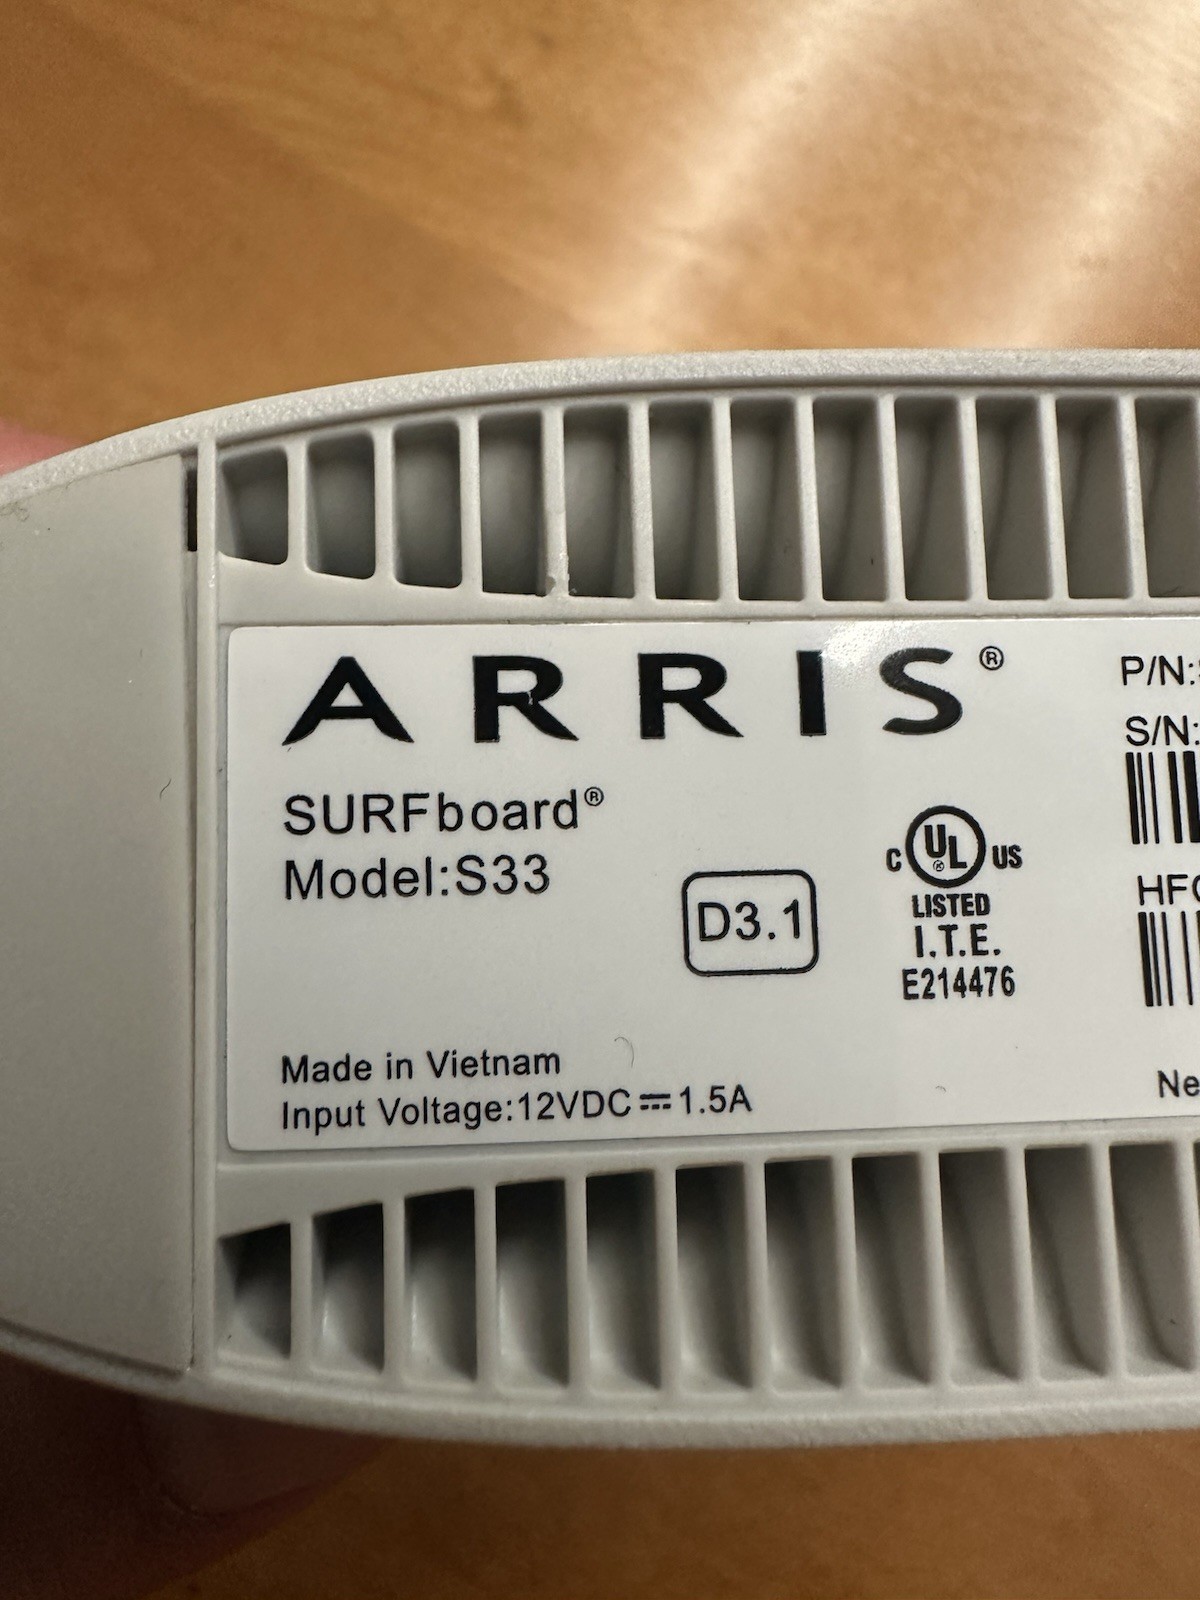 ARRIS®
SURFboard®
Model:S33
D3.1
C UL® US
LISTED
I.T.E.
E214476
Made in Vietnam
Input Voltage:12VDC⎓1.5A
P/N:
S/N: